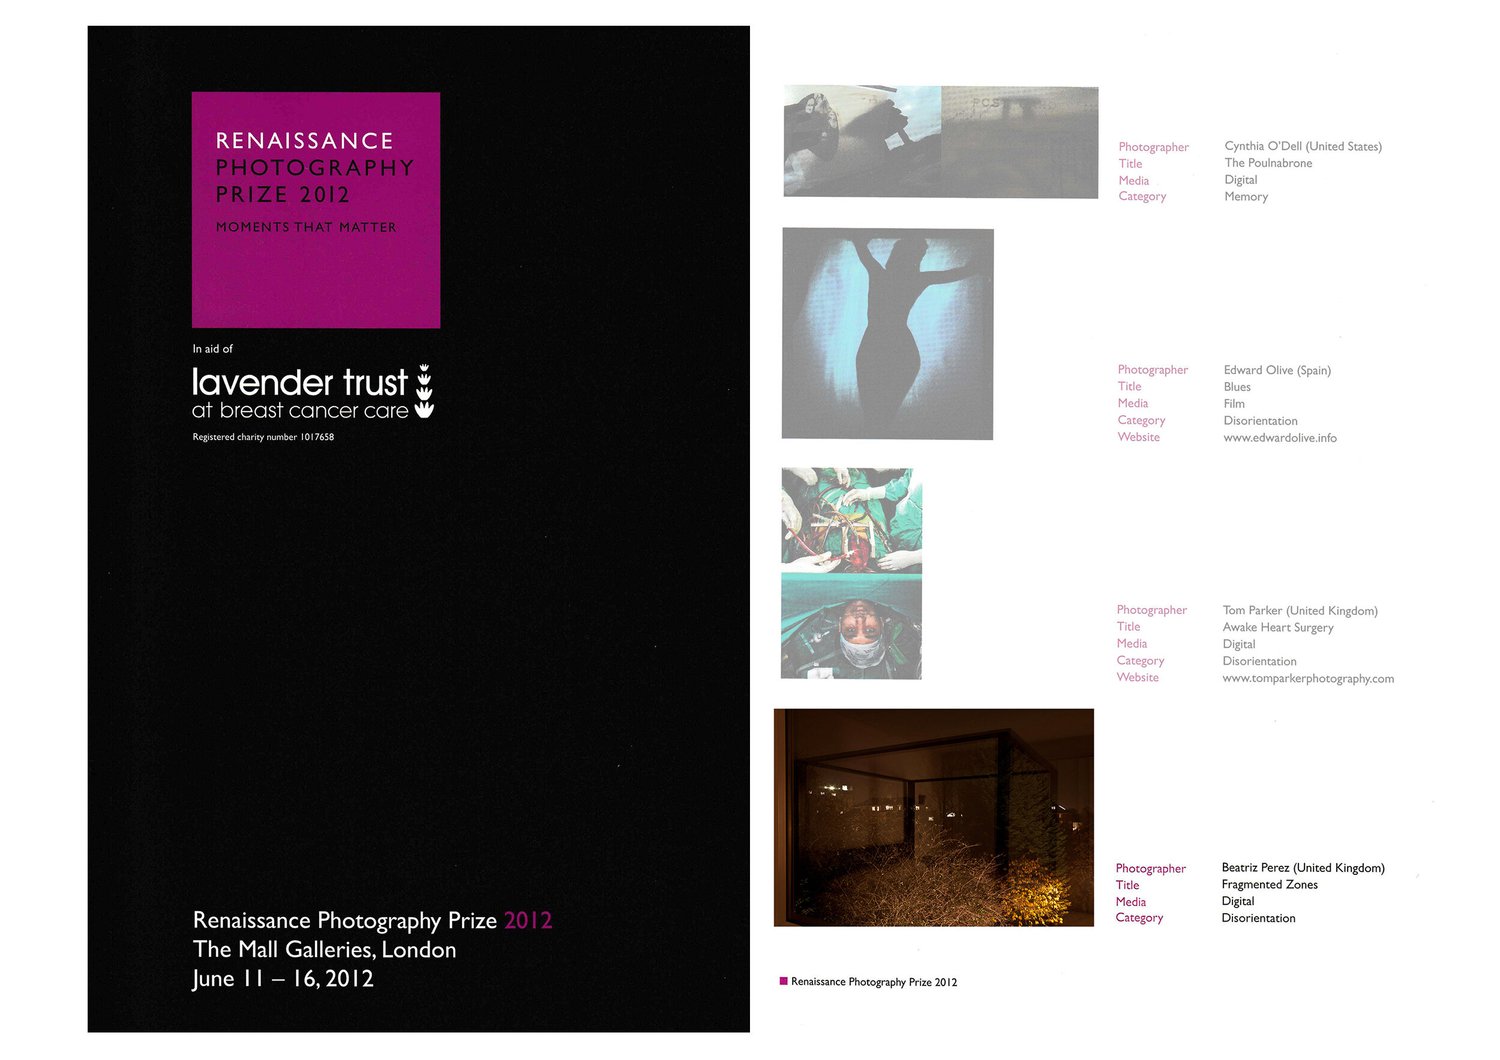 RENAISSANCE
PHOTOGRAPHY
PRIZE 2012
MOMENTS THAT MATTER
In aid of
lavender trust
at breast cancer care
Registered charity number 1017658
Renaissance Photography Prize 2012
The Mall Galleries, London
June 11 – 16, 2012
POST
Photographer Cynthia O'Dell (United States)
Title The Poulnabrone
Media Digital
Category Memory
Photographer Edward Olive (Spain)
Title Blues
Media Film
Category Disorientation
Website www.edwardolive.info
Photographer Tom Parker (United Kingdom)
Title Awake Heart Surgery
Media Digital
Category Disorientation
Website www.tomparkerphotography.com
Photographer Beatriz Perez (United Kingdom)
Title Fragmented Zones
Media Digital
Category Disorientation
Renaissance Photography Prize 2012